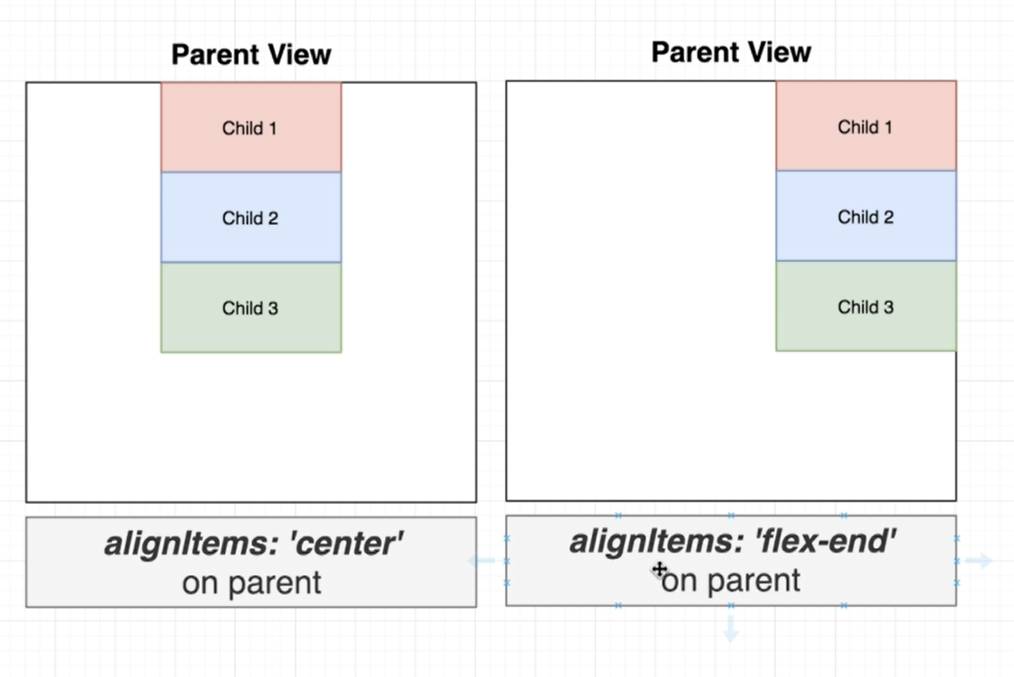 Parent View
Child 1
Child 2
Child 3
alignItems: 'center'
on parent
Parent View
Child 1
Child 2
Child 3
alignItems: 'flex-end'
on parent